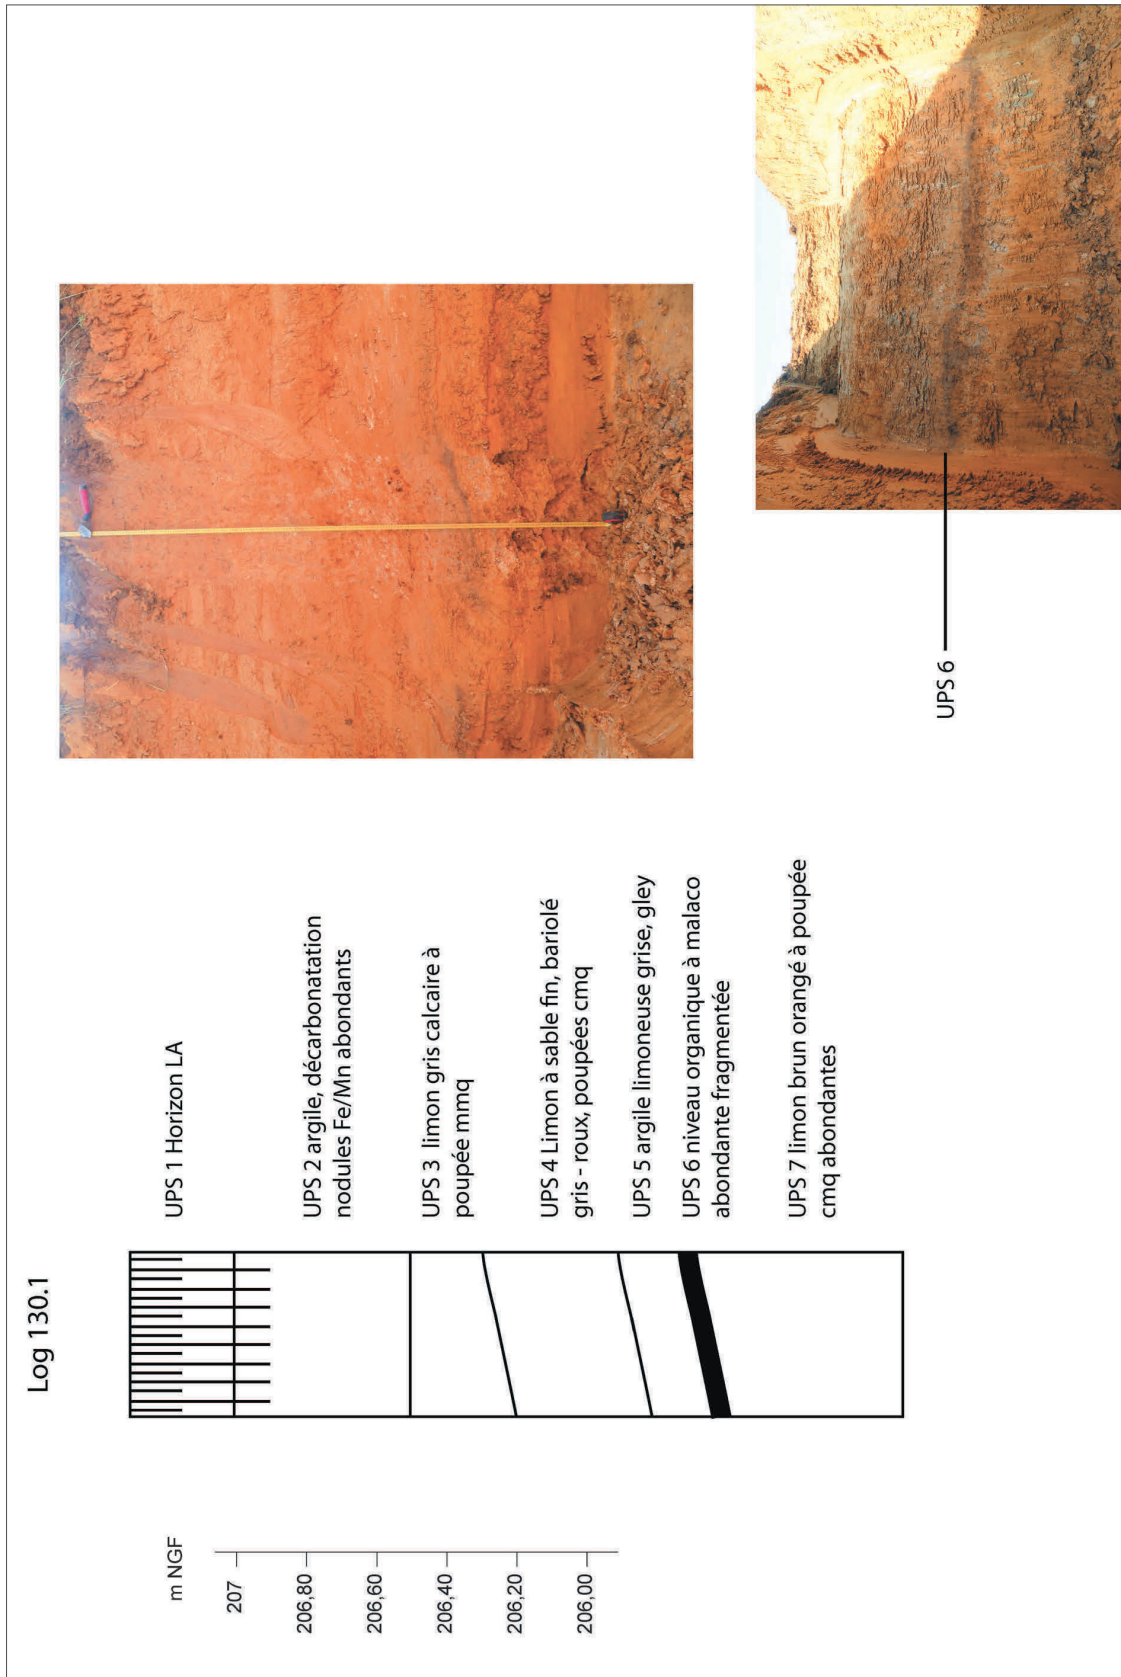 Log 130.1
m NGF
207
206,80
206,60
206,40
206,20
206,00
UPS 1 Horizon LA
UPS 2 argile, décarbonatation
nodules Fe/Mn abondants
UPS 3 limon gris calcaire à
poupée mmq
UPS 4 Limon à sable fin, bariolé
gris - roux, poupées cmq
UPS 5 argile limoneuse grise, gley
UPS 6 niveau organique à malaco
abondante fragmentée
UPS 7 limon brun orangé à poupée
cmq abondantes
UPS 6